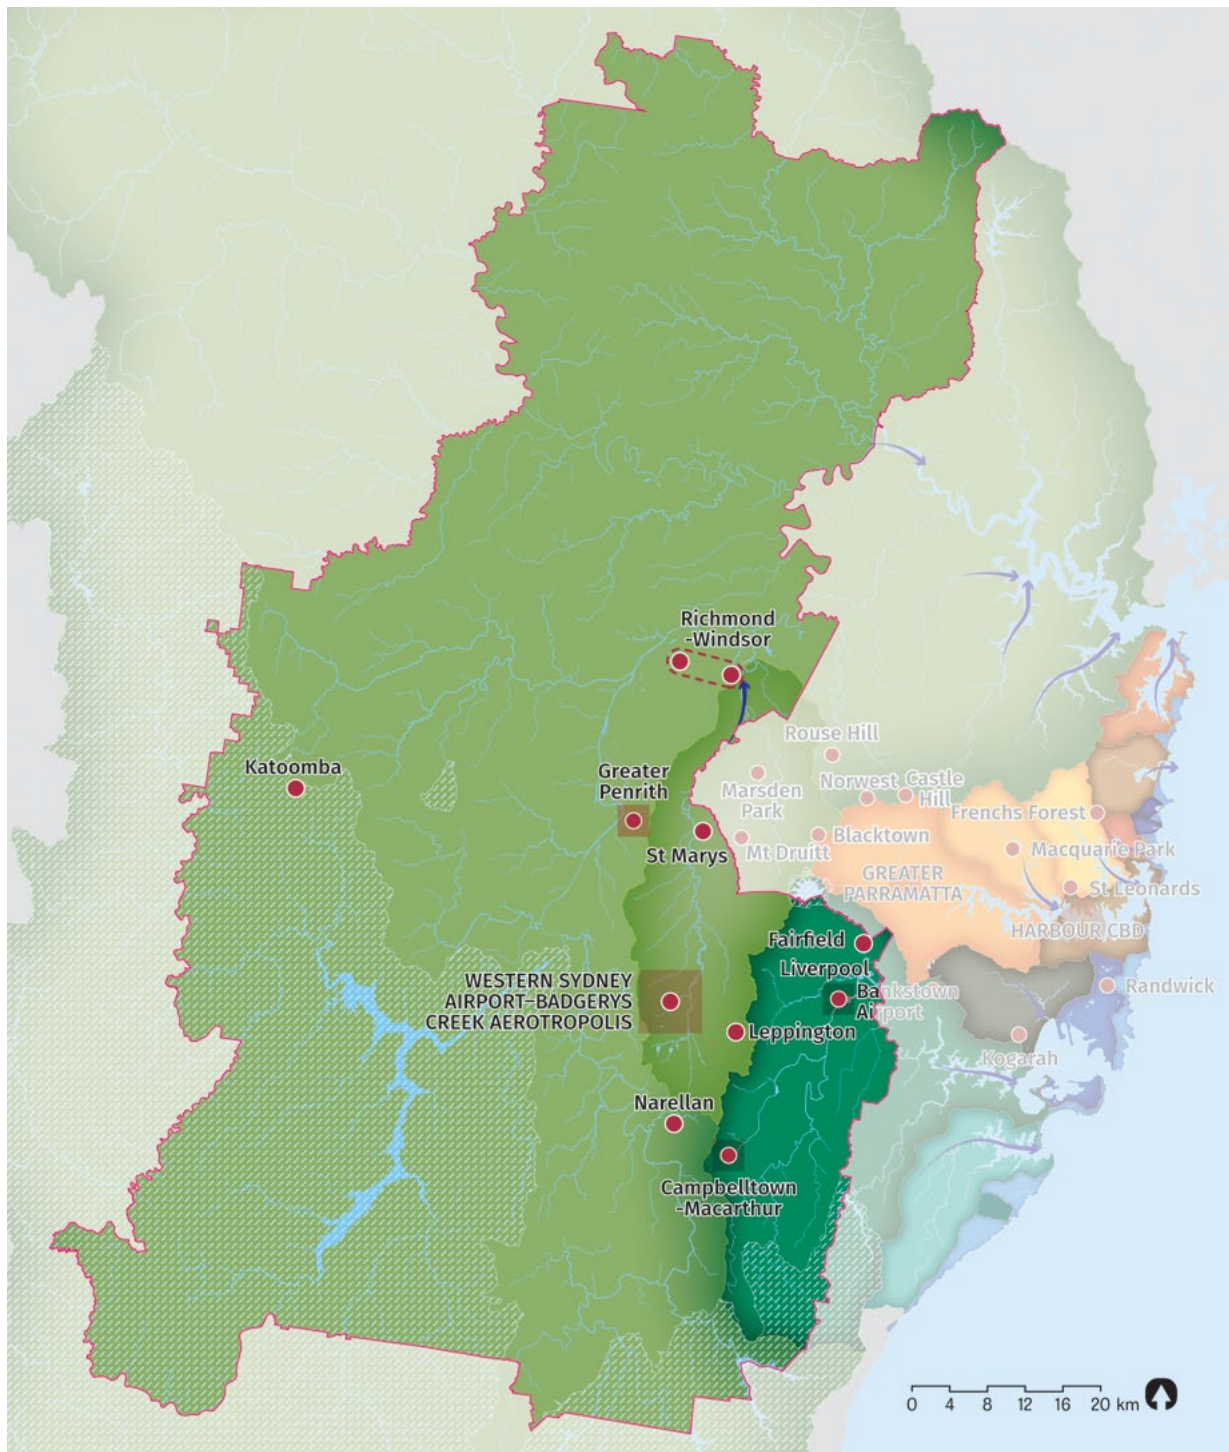 Richmond
-Windsor
Rouse Hill
Katoomba
Greater
Penrith
Marsden
Park
Norwest
Castle
Hill
Frenchs Forest
St Marys
Mt Druitt
Blacktown
Macquarie Park
GREATER
PARRAMATTA
St Leonards
HARBOUR CBD
Fairfield
Liverpool
WESTERN SYDNEY
AIRPORT–BADGERYS
CREEK AEROTROPOLIS
Bankstown
Airport
Randwick
Leppington
Kogarah
Narellan
Campbelltown
-Macarthur
0 4 8 12 16 20 km